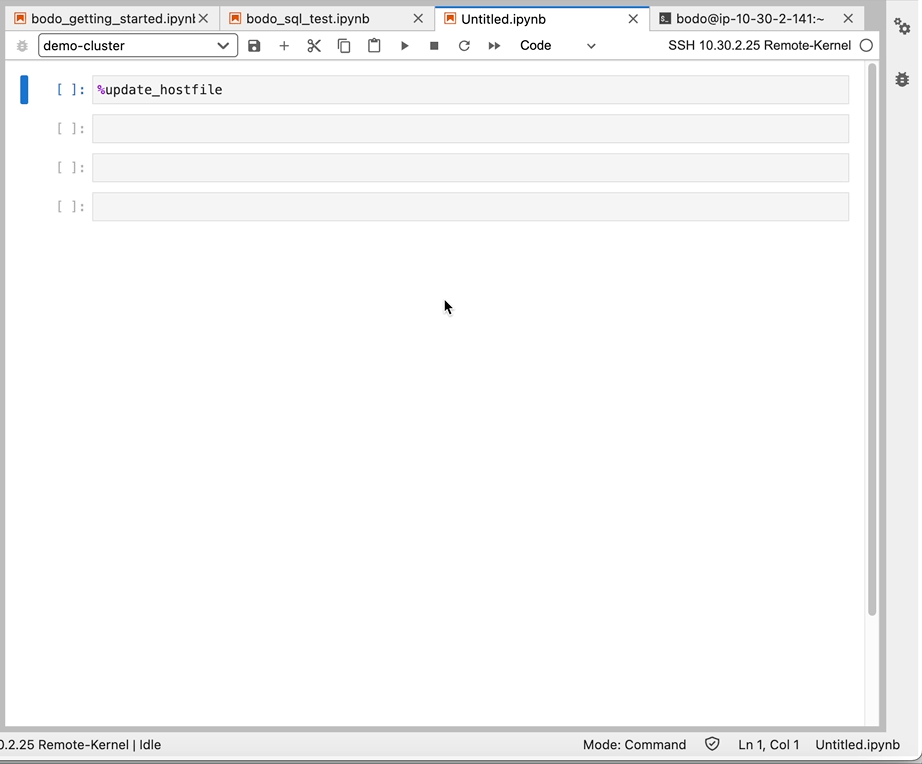 bodo_getting_started.ipynb
bodo_sql_test.ipynb
Untitled.ipynb
bodo@ip-10-30-2-141:~
demo-cluster
Code
SSH 10.30.2.25 Remote-Kernel
[ ]: %update_hostfile
[ ]:
[ ]:
[ ]:
0.2.25 Remote-Kernel | Idle
Mode: Command
Ln 1, Col 1
Untitled.ipynb